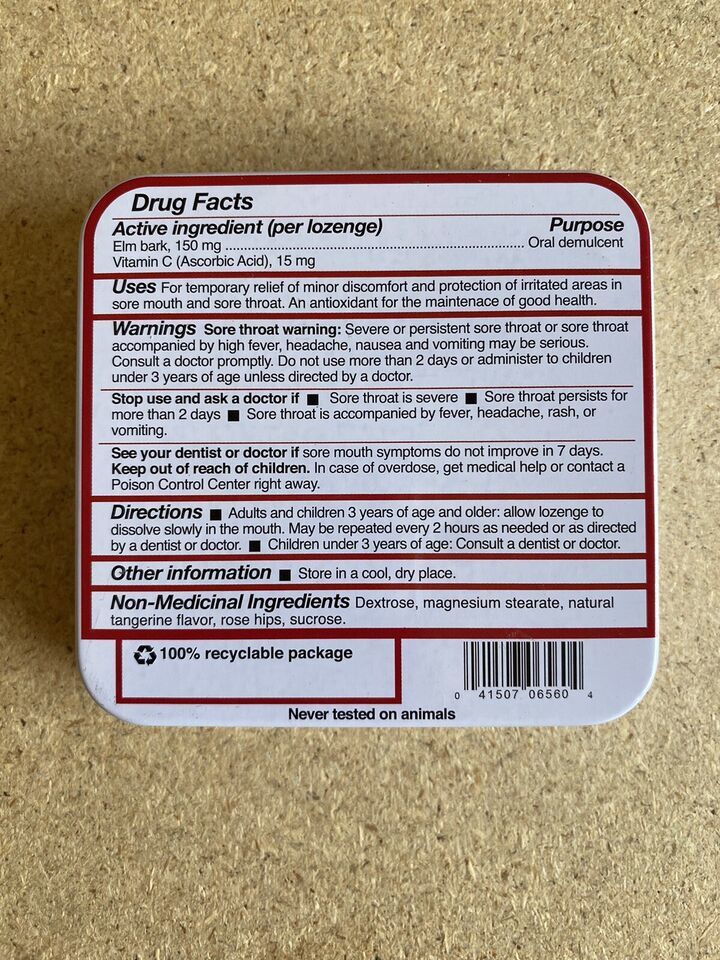 Drug Facts
Active ingredient (per lozenge) Purpose
Elm bark, 150 mg ........................................................................ Oral demulcent
Vitamin C (Ascorbic Acid), 15 mg
Uses For temporary relief of minor discomfort and protection of irritated areas in
sore mouth and sore throat. An antioxidant for the maintenace of good health.
Warnings Sore throat warning: Severe or persistent sore throat or sore throat
accompanied by high fever, headache, nausea and vomiting may be serious.
Consult a doctor promptly. Do not use more than 2 days or administer to children
under 3 years of age unless directed by a doctor.
Stop use and ask a doctor if ■ Sore throat is severe ■ Sore throat persists for
more than 2 days ■ Sore throat is accompanied by fever, headache, rash, or
vomiting.
See your dentist or doctor if sore mouth symptoms do not improve in 7 days.
Keep out of reach of children. In case of overdose, get medical help or contact a
Poison Control Center right away.
Directions ■ Adults and children 3 years of age and older: allow lozenge to
dissolve slowly in the mouth. May be repeated every 2 hours as needed or as directed
by a dentist or doctor. ■ Children under 3 years of age: Consult a dentist or doctor.
Other information ■ Store in a cool, dry place.
Non-Medicinal Ingredients Dextrose, magnesium stearate, natural
tangerine flavor, rose hips, sucrose.
100% recyclable package
0 41507 06560 4
Never tested on animals